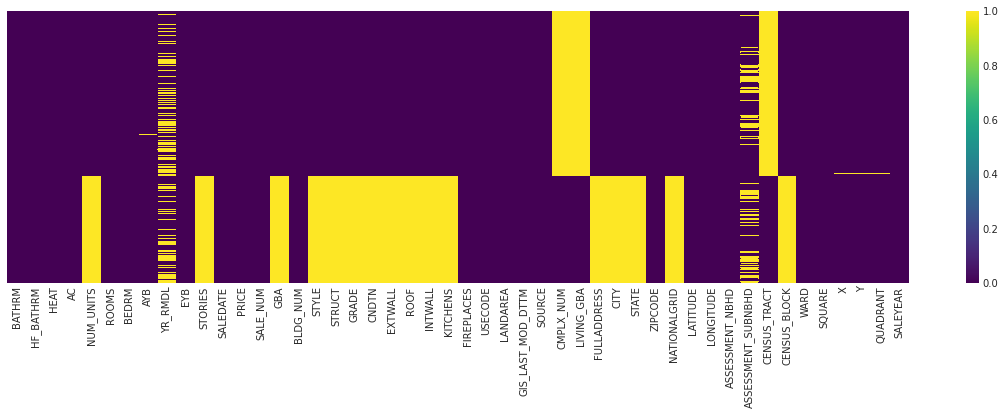 1.0
0.8
0.6
0.4
0.2
0.0
BATHRM
HF_BATHRM
HEAT
AC
NUM_UNITS
ROOMS
BEDRM
AYB
YR_RMDL
EYB
STORIES
SALEDATE
PRICE
SALE_NUM
GBA
BLDG_NUM
STYLE
STRUCT
GRADE
CNDTN
EXTWALL
ROOF
INTWALL
KITCHENS
FIREPLACES
USECODE
LANDAREA
GIS_LAST_MOD_DTTM
SOURCE
CMPLX_NUM
LIVING_GBA
FULLADDRESS
CITY
STATE
ZIPCODE
NATIONALGRID
LATITUDE
LONGITUDE
ASSESSMENT_NBHD
ASSESSMENT_SUBNBHD
CENSUS_TRACT
CENSUS_BLOCK
WARD
SQUARE
X
Y
QUADRANT
SALEYEAR